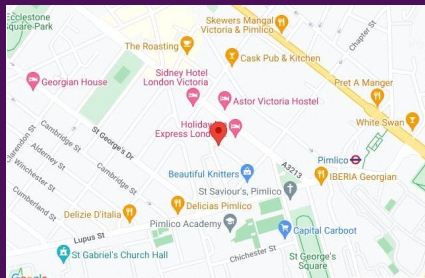 Ecclestone
Square-Park
Skewers Mangal
Victoria & Pimlico
Chapter St
The Roasting
Cask Pub & Kitchen
Georgian House
Sidney Hotel
London Victoria
Pret A Manger
Astor Victoria Hostel
Holiday
Express London
White Swan
St George's Dr
Clarendon St
Cambridge St
Alderney St
Winchester St
Cumberland St
Cambridge St
A3213
Pimlico
Beautiful Knitters
IBERIA Georgian
St Saviour's, Pimlico
Delizie D'italia
Delicias Pimlico
Pimlico Academy
Capital Carboot
Lupus St
St Gabriel's Church Hall
Chichester St
St George's
Square
Google